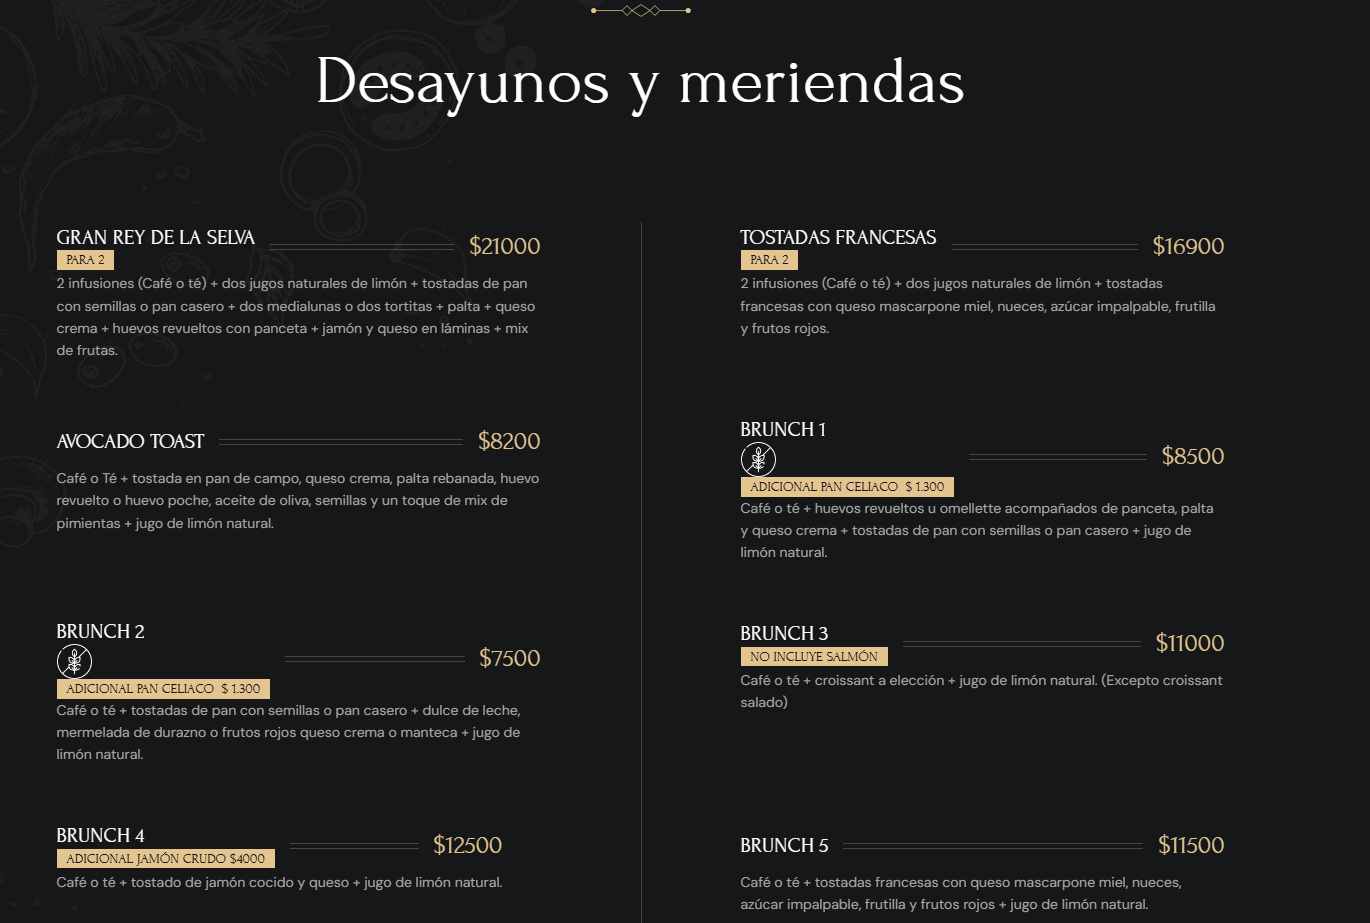 Desayunos y meriendas
GRAN REY DE LA SELVA
PARA 2
$21000
2 infusiones (Café o té) + dos jugos naturales de limón + tostadas de pan
con semillas o pan casero + dos medialunas o dos tortitas + palta + queso
crema + huevos revueltos con panceta + jamón y queso en láminas + mix
de frutas.
AVOCADO TOAST
$8200
Café o Té + tostada en pan de campo, queso crema, palta rebanada, huevo
revuelto o huevo poche, aceite de oliva, semillas y un toque de mix de
pimientas + jugo de limón natural.
BRUNCH 2
$7500
ADICIONAL PAN CELIACO $ 1.300
Café o té + tostadas de pan con semillas o pan casero + dulce de leche,
mermelada de durazno o frutos rojos queso crema o manteca + jugo de
limón natural.
BRUNCH 4
ADICIONAL JAMÓN CRUDO $4000
$12500
Café o té + tostado de jamón cocido y queso + jugo de limón natural.
TOSTADAS FRANCESAS
PARA 2
$16900
2 infusiones (Café o té) + dos jugos naturales de limón + tostadas
francesas con queso mascarpone miel, nueces, azúcar impalpable, frutilla
y frutos rojos.
BRUNCH 1
$8500
ADICIONAL PAN CELIACO $ 1.300
Café o té + huevos revueltos u omellette acompañados de panceta, palta
y queso crema + tostadas de pan con semillas o pan casero + jugo de
limón natural.
BRUNCH 3
NO INCLUYE SALMÓN
$11000
Café o té + croissant a elección + jugo de limón natural. (Excepto croissant
salado)
BRUNCH 5
$11500
Café o té + tostadas francesas con queso mascarpone miel, nueces,
azúcar impalpable, frutilla y frutos rojos + jugo de limón natural.